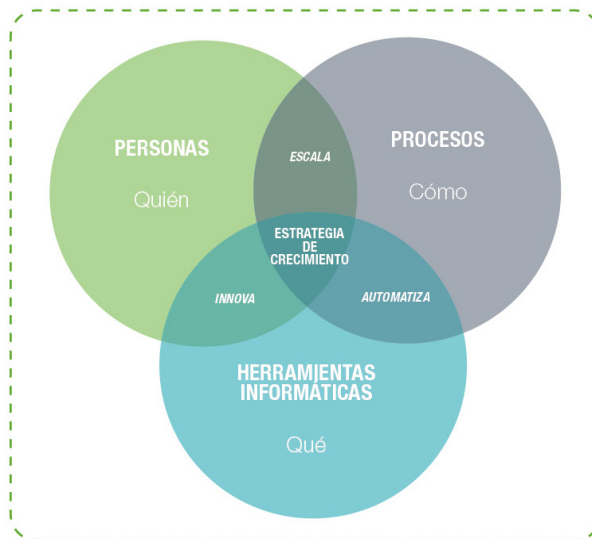 PERSONAS
Quién
PROCESOS
Cómo
ESCALA
ESTRATEGIA
DE
CRECIMIENTO
INNOVA
AUTOMATIZA
HERRAMIENTAS
INFORMÁTICAS
Qué